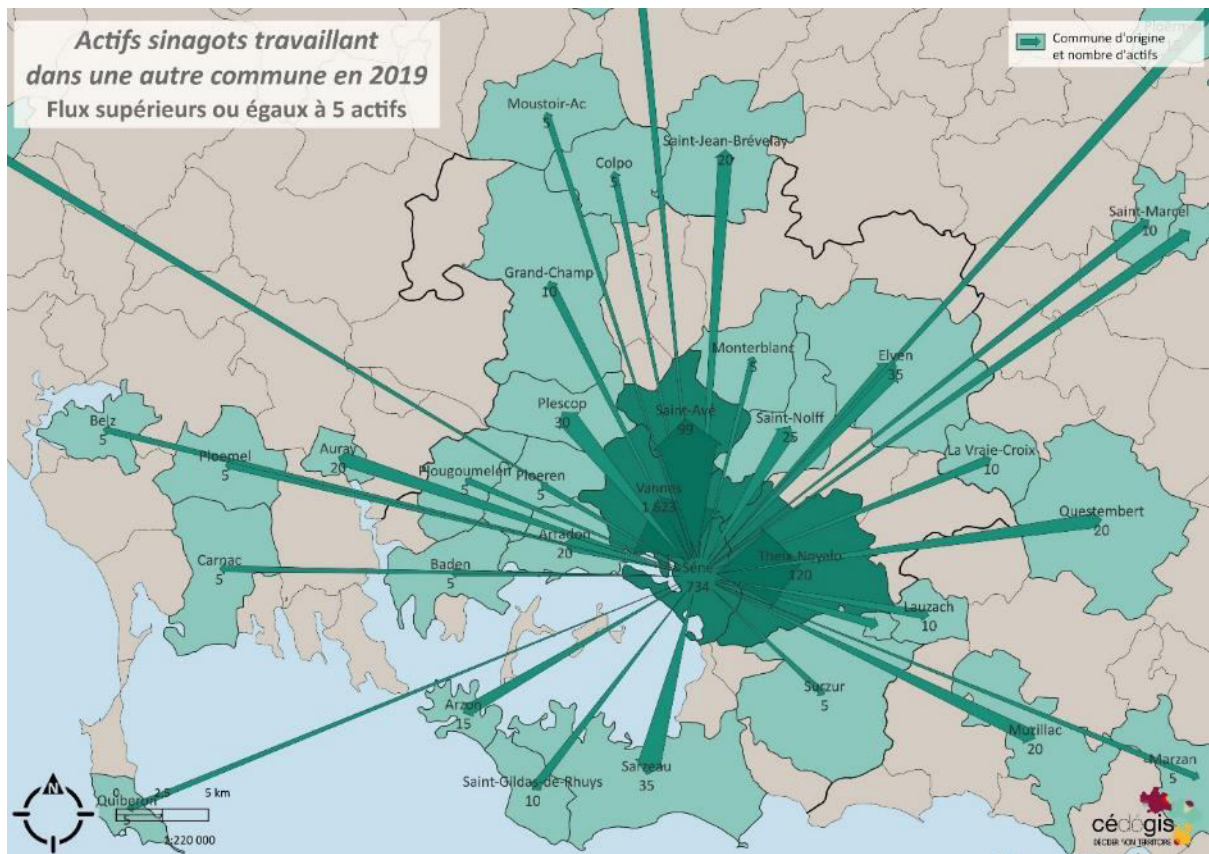 Actifs sinagots travaillant
dans une autre commune en 2019
Flux supérieurs ou égaux à 5 actifs
Commune d'origine
et nombre d'actifs
Moustoir-Ac
5
Colpo
5
Saint-Jean-Brévelay
20
Saint-Marcel
10
Grand-Champ
10
Monterblanc
5
Elven
35
Plescop
30
Saint-Avé
99
Saint-Nolff
25
Belz
5
Ploemel
5
Auray
20
Plougoumelen
5
Ploeren
5
La Vraie-Croix
10
Vannes
1 623
Questembert
20
Arradon
20
Theix-Noyalo
120
Carnac
5
Baden
5
Séné
734
Lauzach
10
Surzur
5
Arzon
15
Muzillac
20
Saint-Gildas-de-Rhuys
10
Sarzeau
35
Marzan
5
Quiberon
5
N
0 2,5 5 km
1:220 000
cédégis
DÉCIDER SON TERRITOIRE